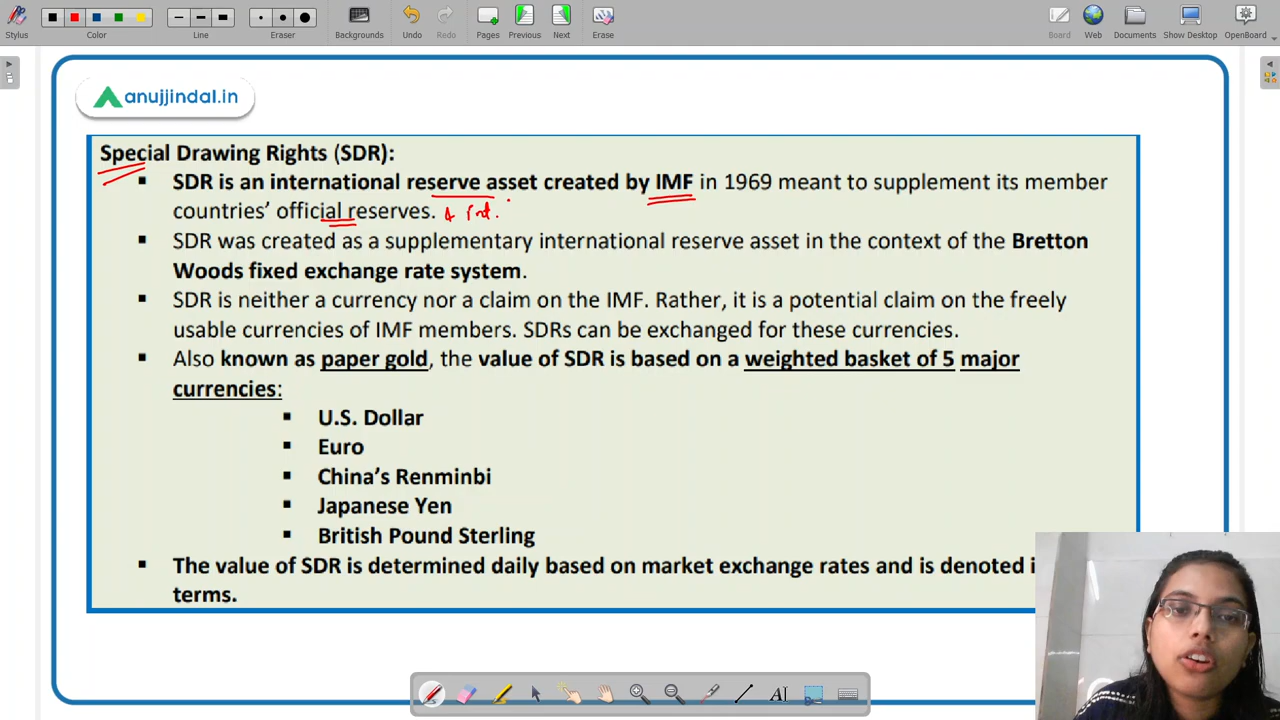 Stylus
Color
Line
Eraser
Backgrounds
Undo
Redo
Pages
Previous
Next
Erase
Board
Web
Documents
Show Desktop
OpenBoard
anujjindal.in
Special Drawing Rights (SDR):
▪ SDR is an international reserve asset created by IMF in 1969 meant to supplement its member
countries’ official reserves.
▪ SDR was created as a supplementary international reserve asset in the context of the Bretton
Woods fixed exchange rate system.
▪ SDR is neither a currency nor a claim on the IMF. Rather, it is a potential claim on the freely
usable currencies of IMF members. SDRs can be exchanged for these currencies.
▪ Also known as paper gold, the value of SDR is based on a weighted basket of 5 major
currencies:
▪ U.S. Dollar
▪ Euro
▪ China’s Renminbi
▪ Japanese Yen
▪ British Pound Sterling
▪ The value of SDR is determined daily based on market exchange rates and is denoted
terms.